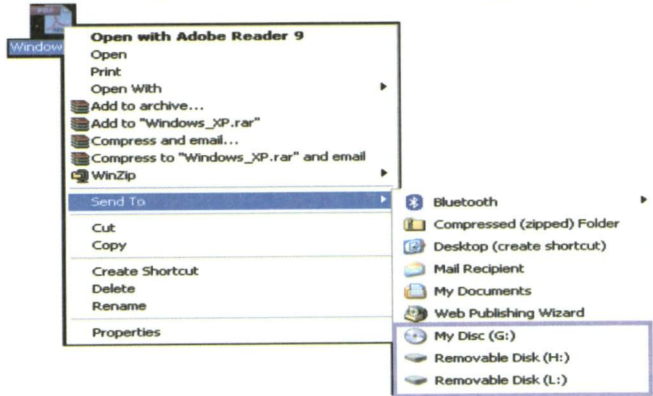 Window
Open with Adobe Reader 9
Open
Print
Open With
Add to archive...
Add to "Windows_XP.rar"
Compress and email...
Compress to "Windows_XP.rar" and email
WinZip
Send To
Cut
Copy
Create Shortcut
Delete
Rename
Properties
Bluetooth
Compressed (zipped) Folder
Desktop (create shortcut)
Mail Recipient
My Documents
Web Publishing Wizard
My Disc (G:)
Removable Disk (H:)
Removable Disk (L:)